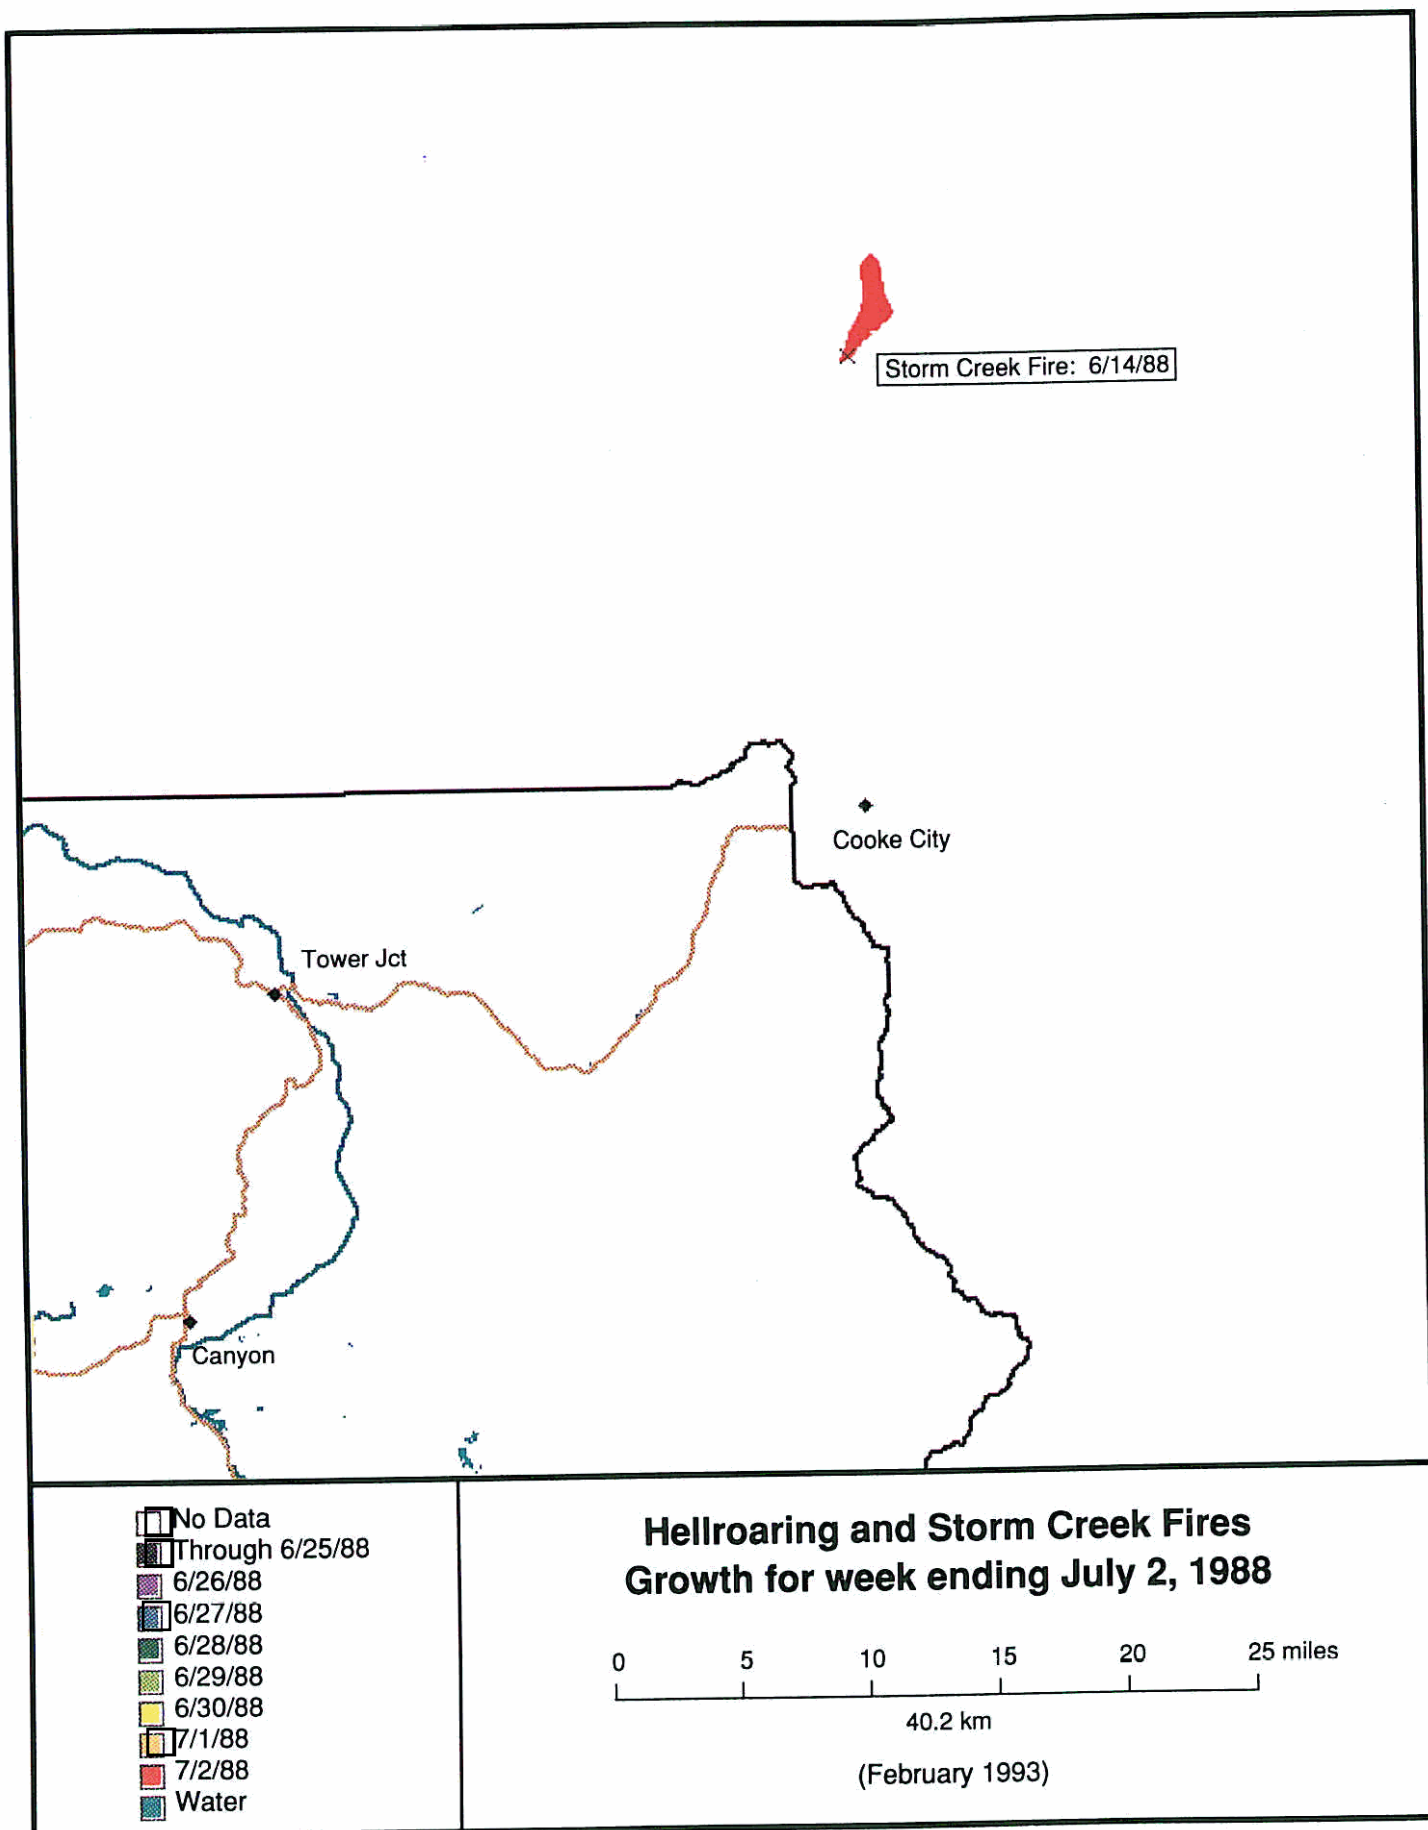 Storm Creek Fire: 6/14/88
Cooke City
Tower Jct
Canyon
No Data
Through 6/25/88
6/26/88
6/27/88
6/28/88
6/29/88
6/30/88
7/1/88
7/2/88
Water
Hellroaring and Storm Creek Fires
Growth for week ending July 2, 1988
0 5 10 15 20 25 miles
40.2 km
(February 1993)